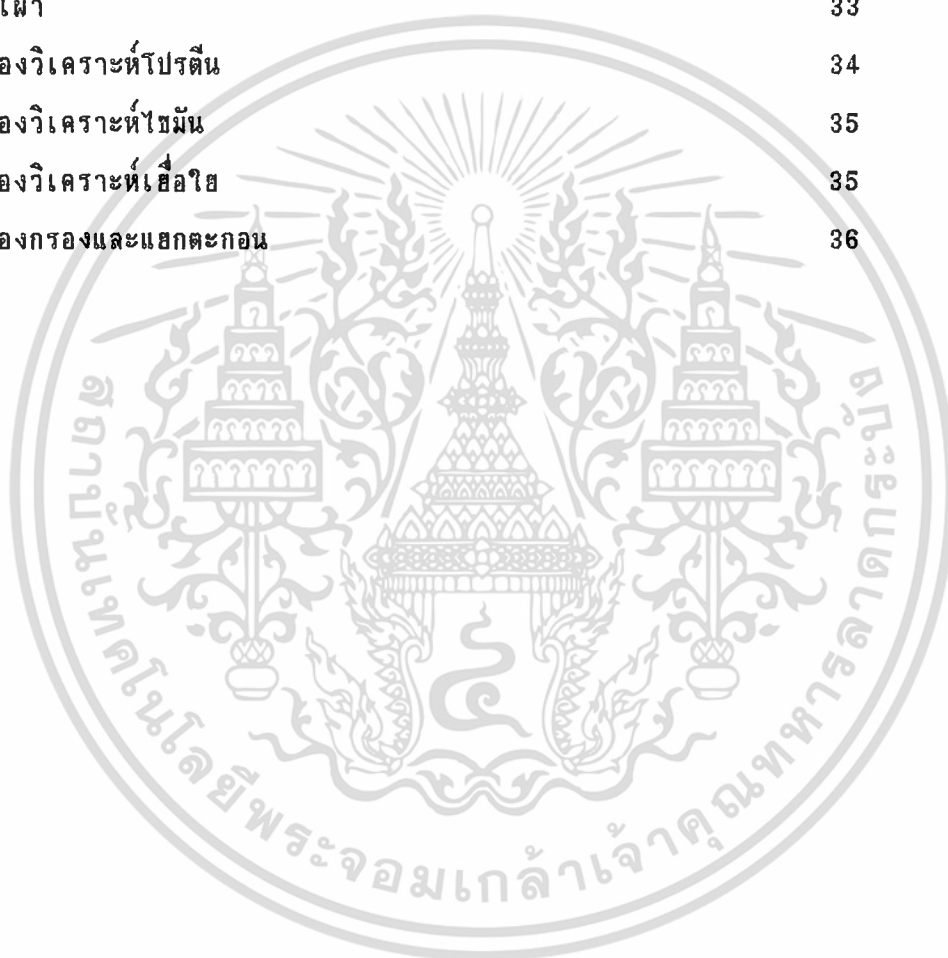 เผา 33
องวิเคราะห์โปรตีน 34
องวิเคราะห์ไขมัน 35
องวิเคราะห์เยื่อใย 35
องกรองและแยกตะกอน 36
สถาบันเทคโนโลยีพระจอมเกล้าเจ้าคุณทหารลาดกระบัง